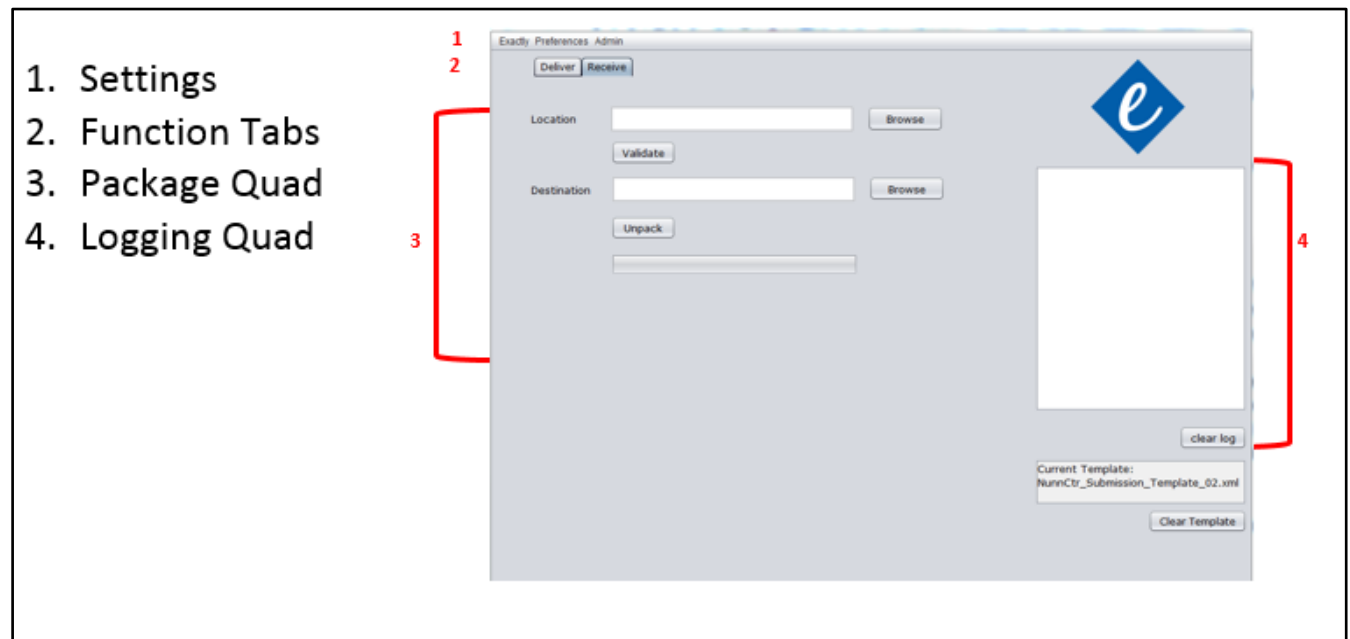 1. Settings
2. Function Tabs
3. Package Quad
4. Logging Quad
1
Exactly Preferences Admin
2
Deliver Receive
Location Browse
Validate
Destination Browse
Unpack
3
e
4
clear log
Current Template:
NunnCtr_Submission_Template_02.xml
Clear Template